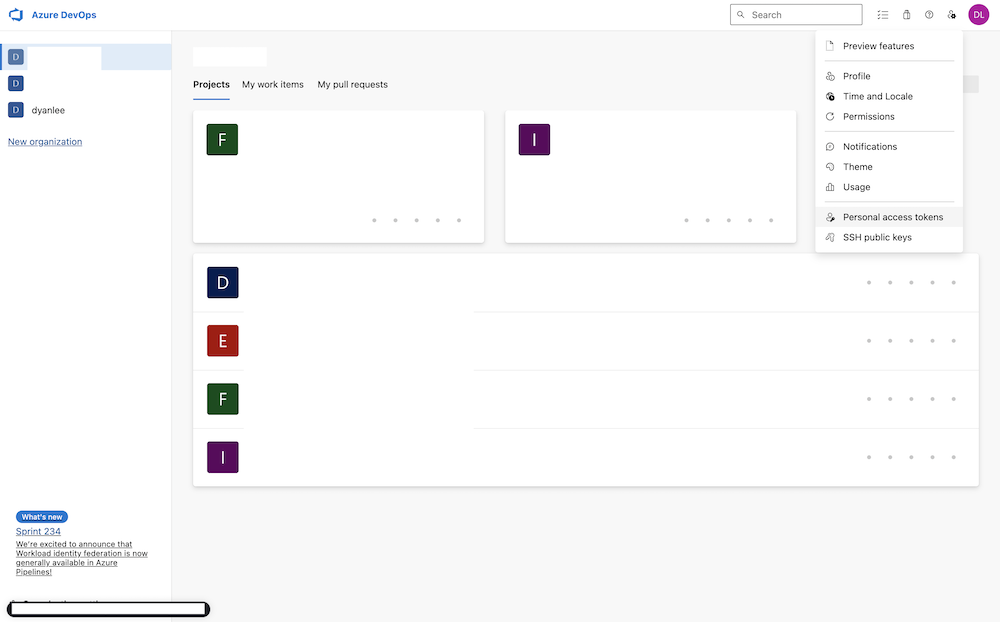 Azure DevOps
Search
DL
D
D
D dyanlee
New organization
Projects My work items My pull requests
F
I
D
E
F
I
Preview features
Profile
Time and Locale
Permissions
Notifications
Theme
Usage
Personal access tokens
SSH public keys
What's new
Sprint 234
We're excited to announce that
Workload identity federation is now
generally available in Azure
Pipelines!